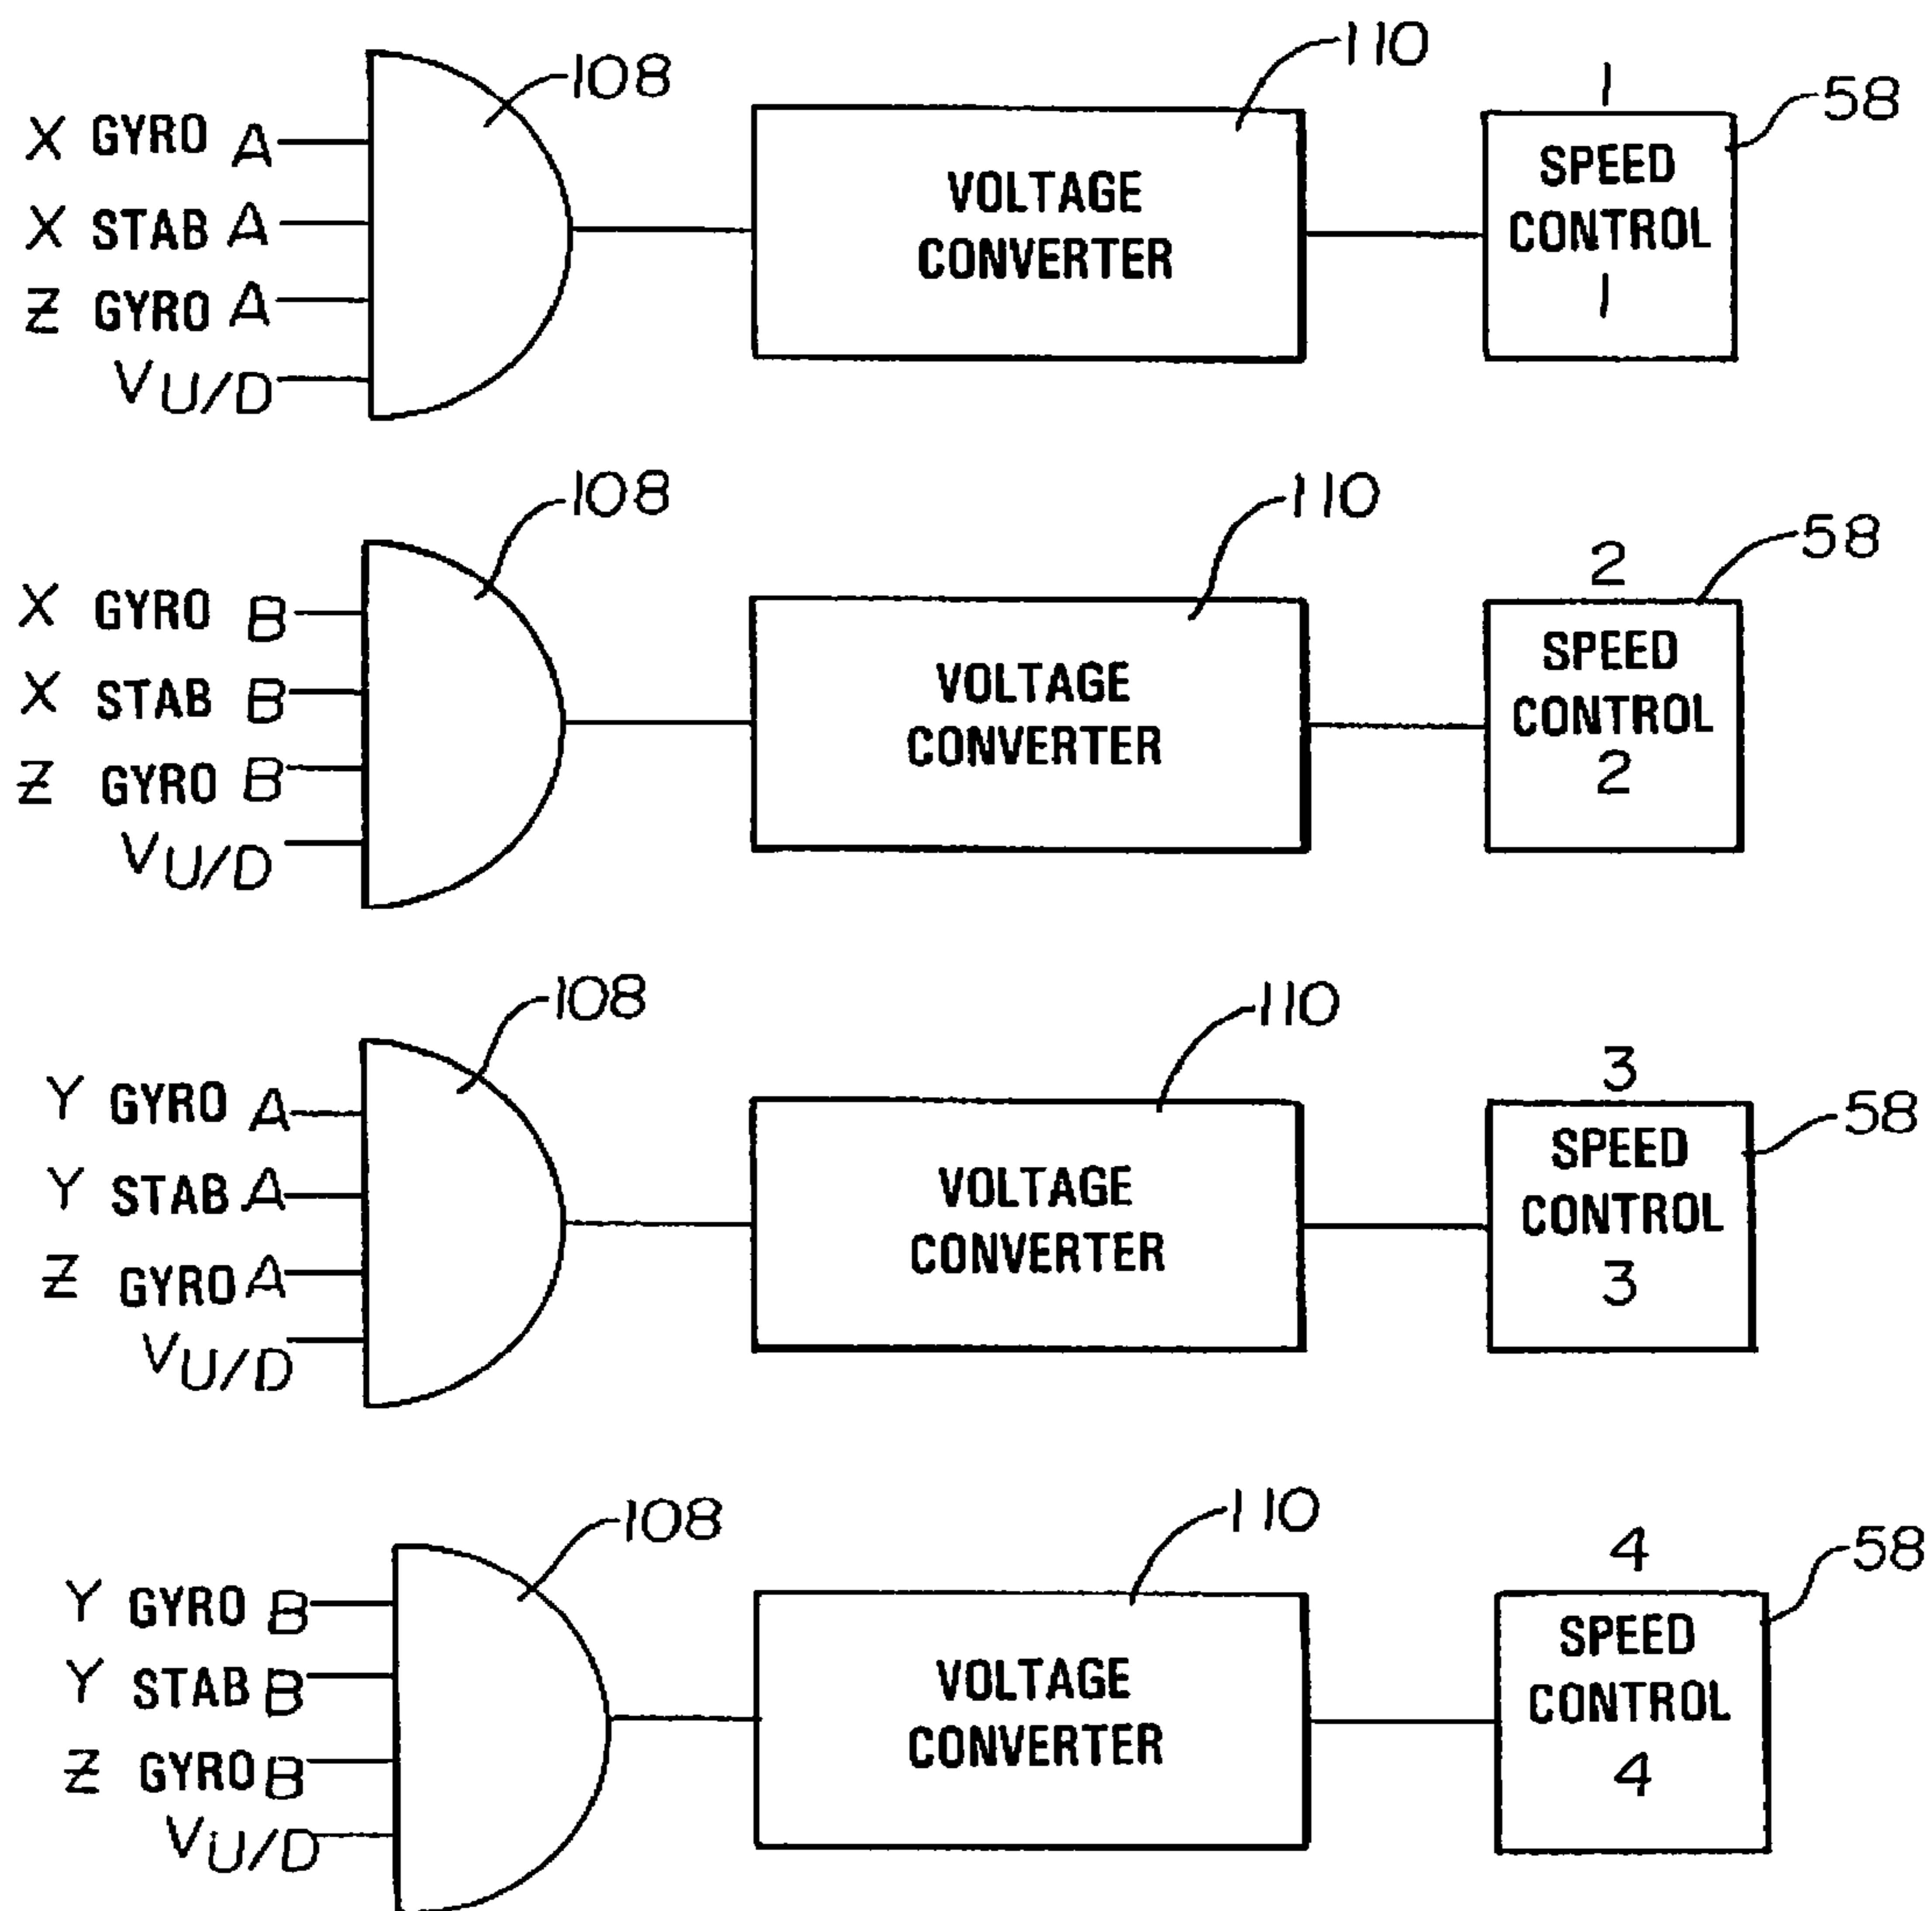 108
110
1
58
X GYRO A
X STAB A
Z GYRO A
VU/D
VOLTAGE
CONVERTER
SPEED
CONTROL
1
108
110
2
58
X GYRO B
X STAB B
Z GYRO B
VU/D
VOLTAGE
CONVERTER
SPEED
CONTROL
2
108
110
3
58
Y GYRO A
Y STAB A
Z GYRO A
VU/D
VOLTAGE
CONVERTER
SPEED
CONTROL
3
108
110
4
58
Y GYRO B
Y STAB B
Z GYRO B
VU/D
VOLTAGE
CONVERTER
SPEED
CONTROL
4